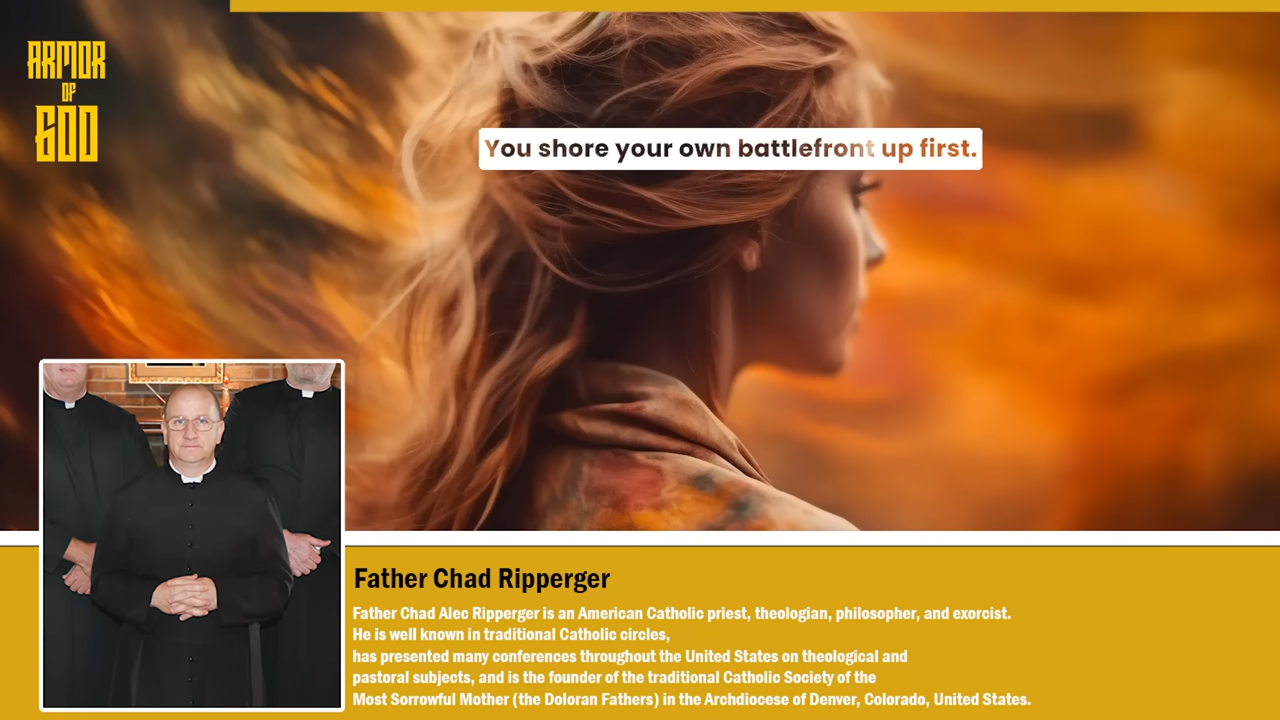 ARMOR
OF
GOD
You shore your own battlefront up first.
Father Chad Ripperger
Father Chad Alec Ripperger is an American Catholic priest, theologian, philosopher, and exorcist.
He is well known in traditional Catholic circles,
has presented many conferences throughout the United States on theological and
pastoral subjects, and is the founder of the traditional Catholic Society of the
Most Sorrowful Mother (the Doloran Fathers) in the Archdiocese of Denver, Colorado, United States.